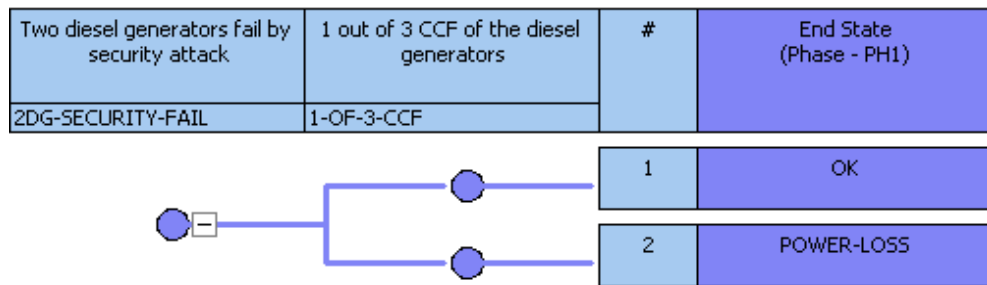 Two diesel generators fail by
security attack
1 out of 3 CCF of the diesel
generators
#
End State
(Phase - PH1)
2DG-SECURITY-FAIL
1-OF-3-CCF
1
OK
2
POWER-LOSS